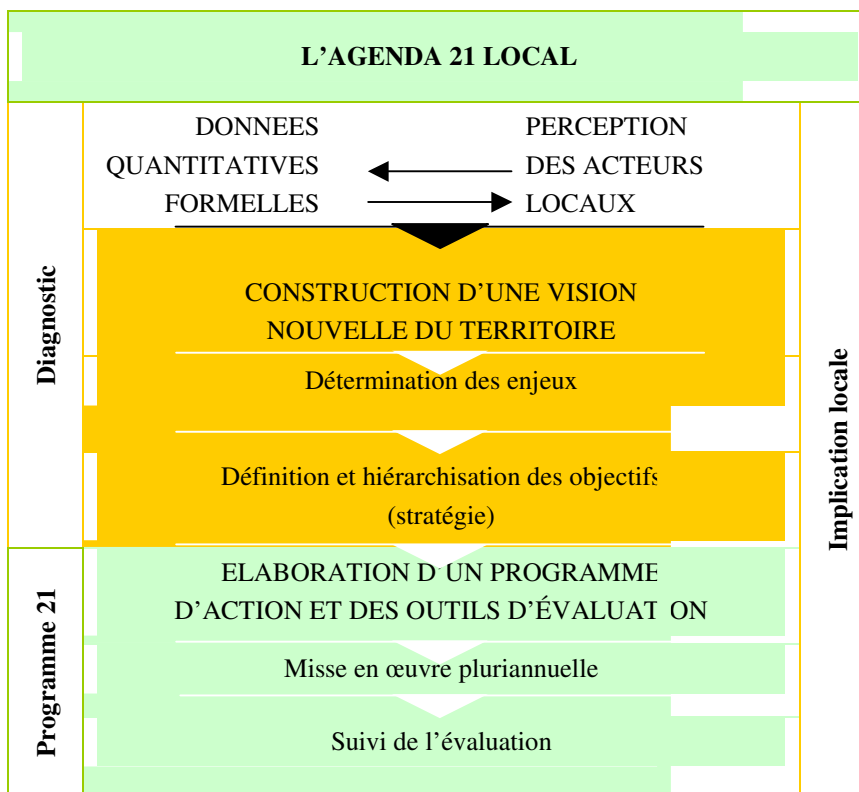 L'AGENDA 21 LOCAL
DONNEES
QUANTITATIVES
FORMELLES
PERCEPTION
DES ACTEURS
LOCAUX
Diagnostic
CONSTRUCTION D'UNE VISION
NOUVELLE DU TERRITOIRE
Détermination des enjeux
Définition et hiérarchisation des objectifs
(stratégie)
Implication locale
Programme 21
ELABORATION D'UN PROGRAMME
D'ACTION ET DES OUTILS D'ÉVALUATION
Misse en œuvre pluriannuelle
Suivi de l'évaluation